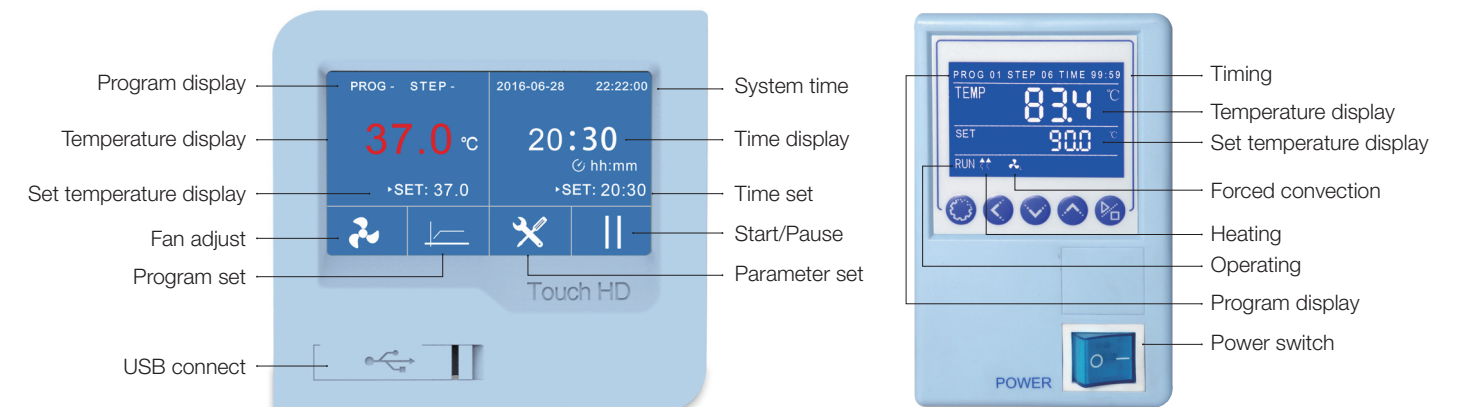 Program display
Temperature display
Set temperature display
Fan adjust
Program set
USB connect
PROG - STEP -
2016-06-28 22:22:00
37.0 ℃
20:30
hh:mm
SET: 37.0
SET: 20:30
Touch HD
System time
Time display
Time set
Start/Pause
Parameter set
PROG 01 STEP 06 TIME 99:59
TEMP
83.4 ℃
SET
90.0 ℃
RUN
POWER
Timing
Temperature display
Set temperature display
Forced convection
Heating
Operating
Program display
Power switch